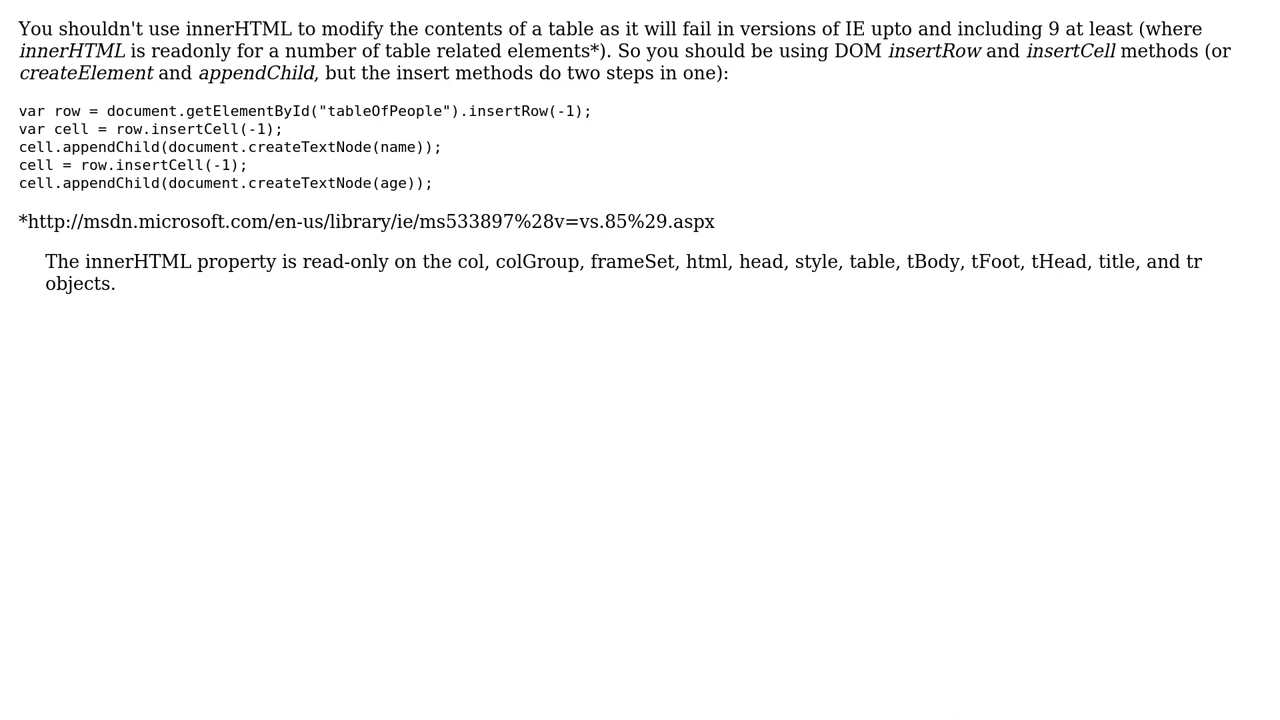 You shouldn't use innerHTML to modify the contents of a table as it will fail in versions of IE upto and including 9 at least (where
innerHTML is readonly for a number of table related elements*). So you should be using DOM insertRow and insertCell methods (or
createElement and appendChild, but the insert methods do two steps in one):
var row = document.getElementById("tableOfPeople").insertRow(-1);
var cell = row.insertCell(-1);
cell.appendChild(document.createTextNode(name));
cell = row.insertCell(-1);
cell.appendChild(document.createTextNode(age));
*http://msdn.microsoft.com/en-us/library/ie/ms533897%28v=vs.85%29.aspx
The innerHTML property is read-only on the col, colGroup, frameSet, html, head, style, table, tBody, tFoot, tHead, title, and tr
objects.